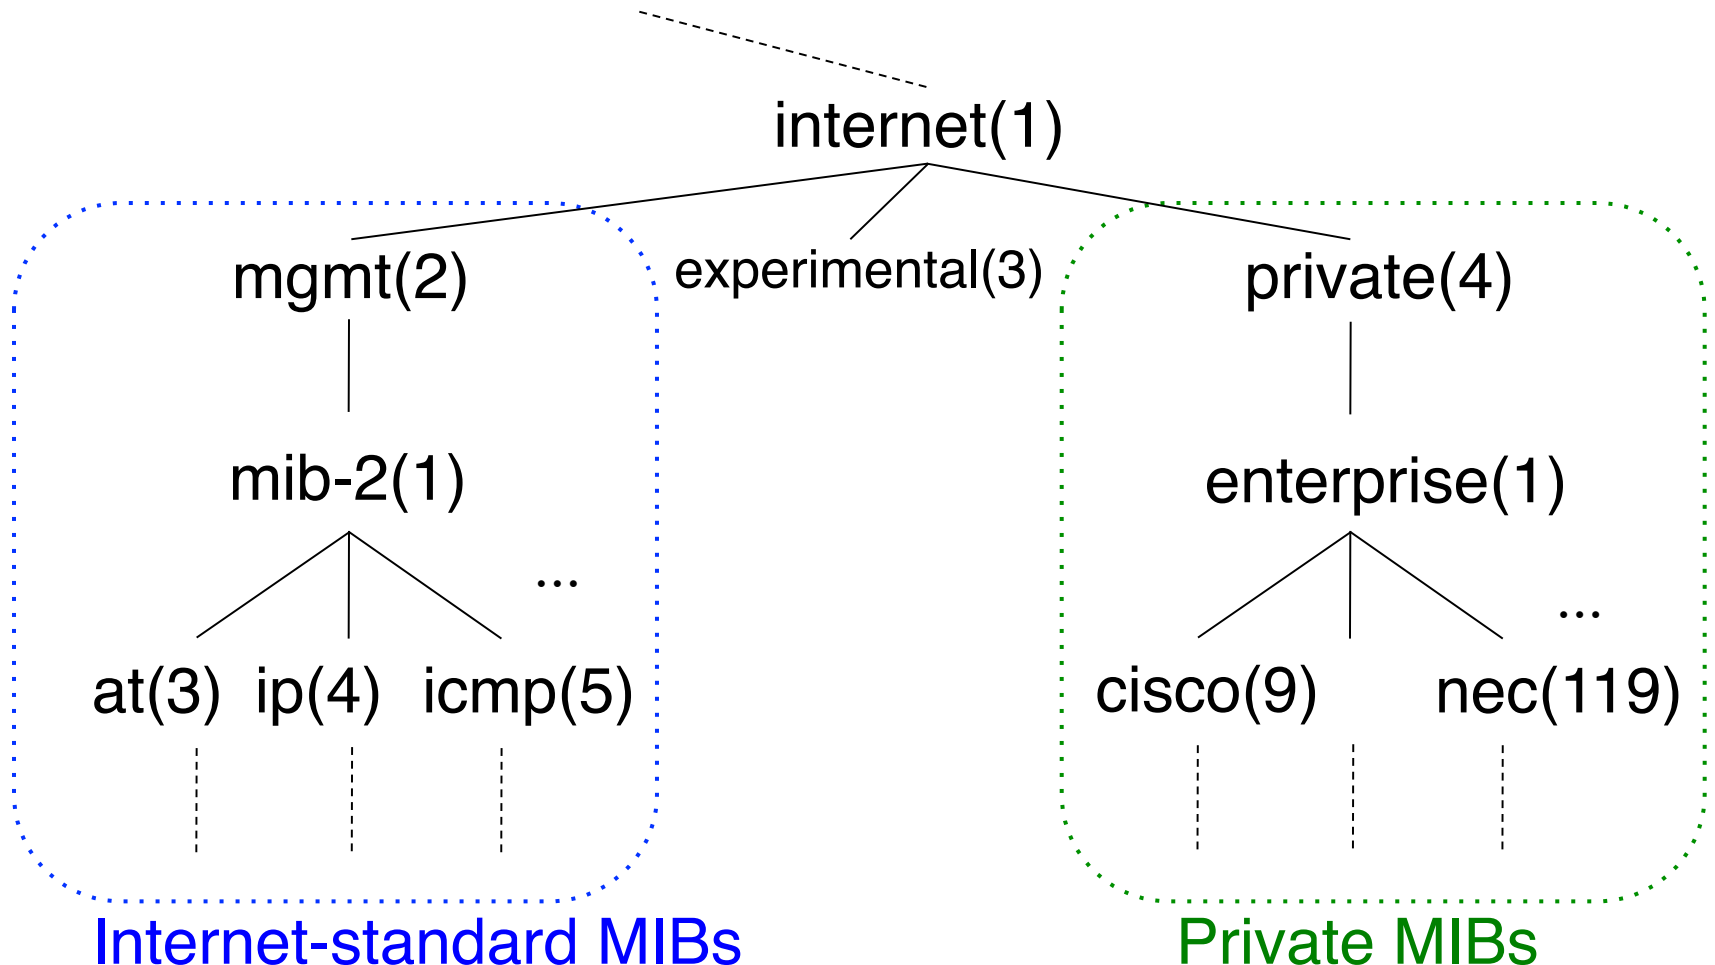 internet(1)
mgmt(2) experimental(3) private(4)
mib-2(1) enterprise(1)
... ...
at(3) ip(4) icmp(5) cisco(9) nec(119)
Internet-standard MIBs Private MIBs